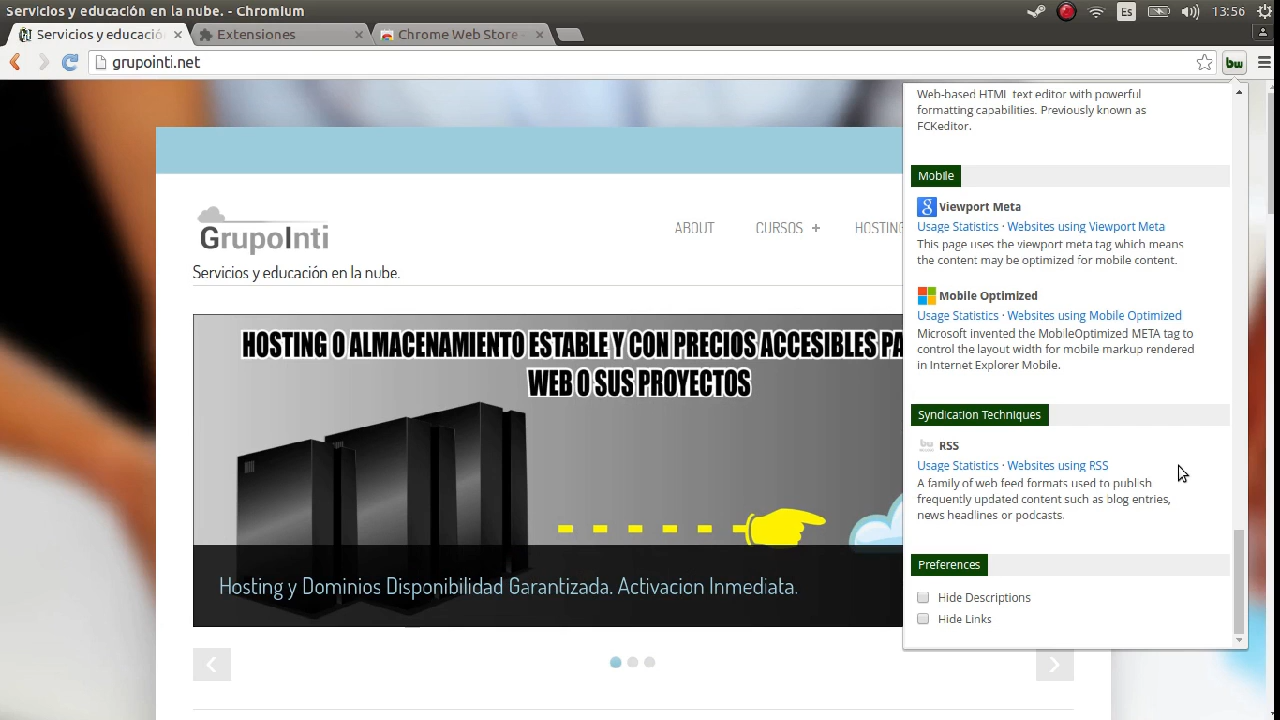 Servicios y educación en la nube. - Chromium
Es
13:56
Servicios y educació
Extensiones
Chrome Web Store -
grupointi.net
bw
Web-based HTML text editor with powerful
formatting capabilities. Previously known as
FCKeditor.
Mobile
Viewport Meta
Usage Statistics · Websites using Viewport Meta
This page uses the viewport meta tag which means
the content may be optimized for mobile content.
Mobile Optimized
Usage Statistics · Websites using Mobile Optimized
Microsoft invented the MobileOptimized META tag to
control the layout width for mobile markup rendered
in Internet Explorer Mobile.
Syndication Techniques
bw RSS
Usage Statistics · Websites using RSS
A family of web feed formats used to publish
frequently updated content such as blog entries,
news headlines or podcasts.
Preferences
Hide Descriptions
Hide Links
GrupoInti
Servicios y educación en la nube.
ABOUT
CURSOS +
HOSTING
HOSTING O ALMACENAMIENTO ESTABLE Y CON PRECIOS ACCESIBLES PA
WEB O SUS PROYECTOS
Hosting y Dominios Disponibilidad Garantizada. Activacion Inmediata.